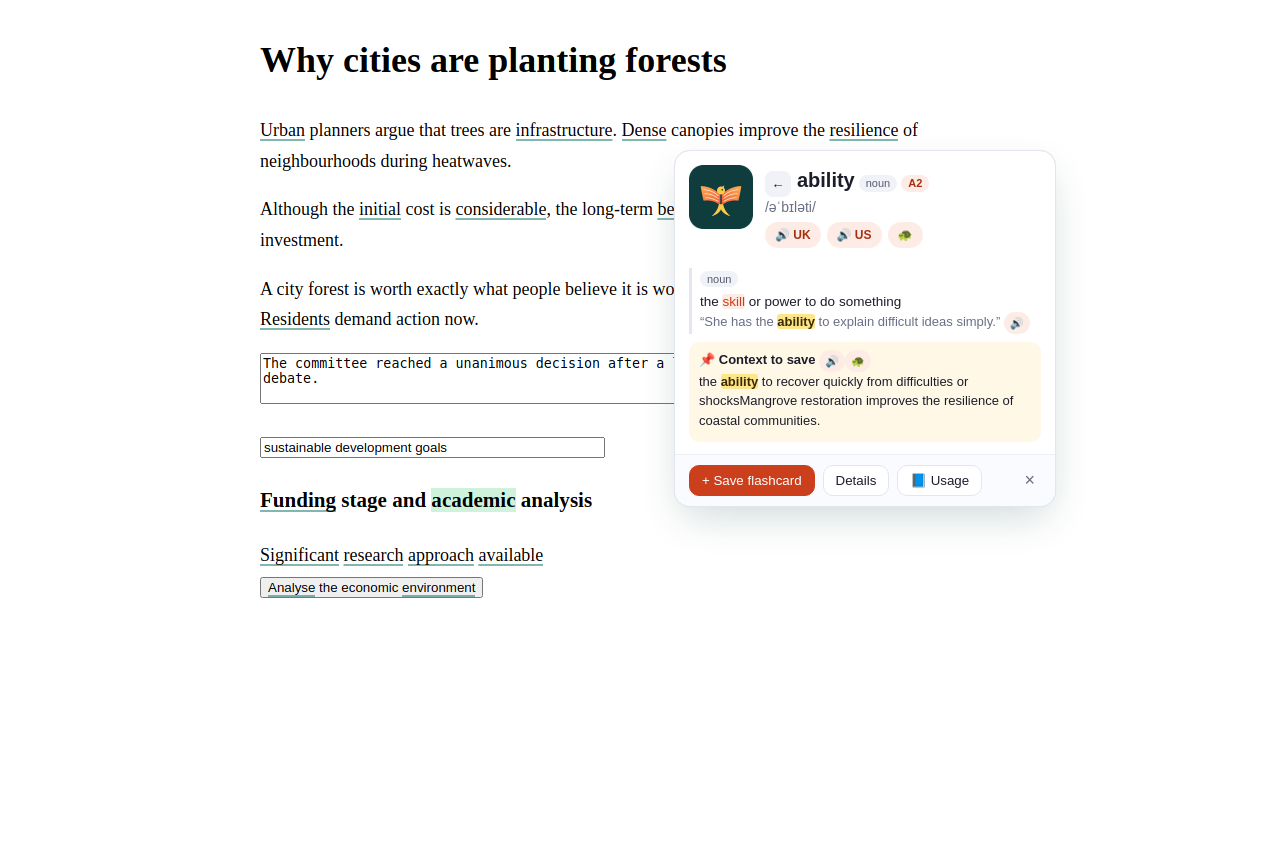 Why cities are planting forests
Urban planners argue that trees are infrastructure. Dense canopies improve the resilience of
neighbourhoods during heatwaves.
Although the initial cost is considerable, the long-term
investment.
A city forest is worth exactly what people believe it is
Residents demand action now.
The committee reached a unanimous decision after a
debate.
sustainable development goals
Funding stage and academic analysis
Significant research approach available
Analyse the economic environment
← ability noun A2
/əˈbɪləti/
🔊 UK 🔊 US 🐢
noun
the skill or power to do something
“She has the ability to explain difficult ideas simply.” 🔊
📌 Context to save 🔊 🐢
the ability to recover quickly from difficulties or
shocksMangrove restoration improves the resilience of
coastal communities.
+ Save flashcard Details 📘 Usage ×